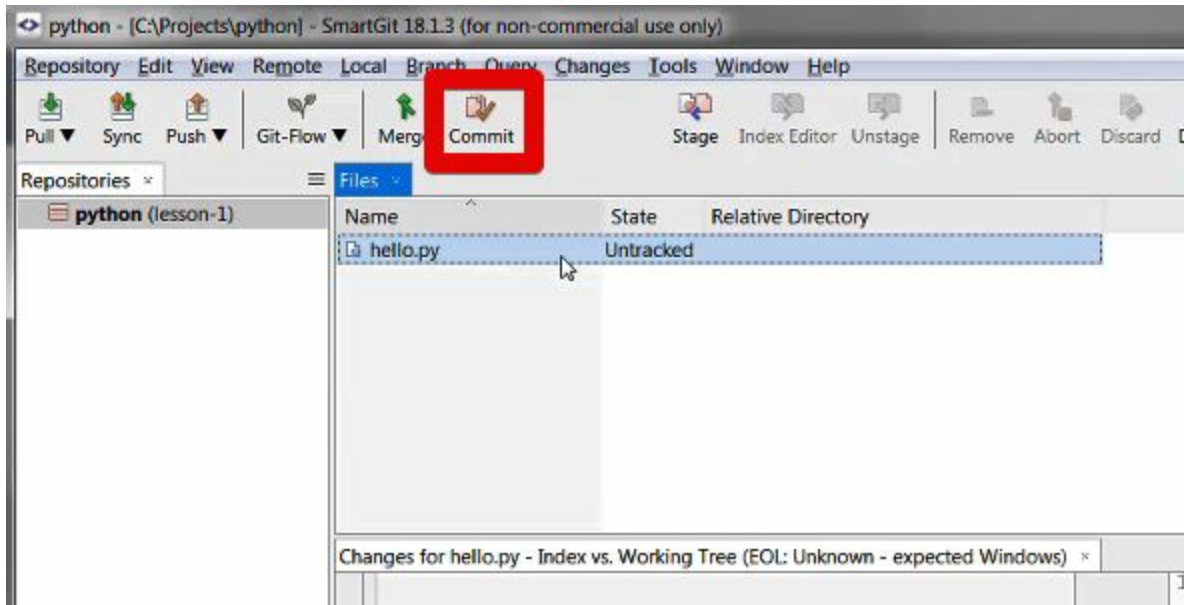 python - [C:\Projects\python] - SmartGit 18.1.3 (for non-commercial use only)
Repository Edit View Remote Local Branch Query Changes Tools Window Help
Pull ▼ Sync Push ▼ Git-Flow ▼ Merg Commit Stage Index Editor Unstage Remove Abort Discard D
Repositories Files
python (lesson-1) Name State Relative Directory
hello.py Untracked
Changes for hello.py - Index vs. Working Tree (EOL: Unknown - expected Windows)
1